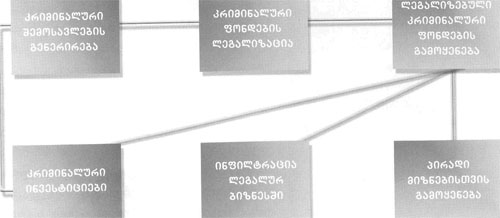 კრიმინალური
შემოსავლების
გენერირება
კრიმინალური
ფონდების
ლეგალიზაცია
ლეგალიზებული
კრიმინალური
ფონდების
გამოყენება
კრიმინალური
ინვესტიციები
ინფილტრაცია
ლეგალურ
ბიზნესში
პირადი
მიზნებისთვის
გამოყენება